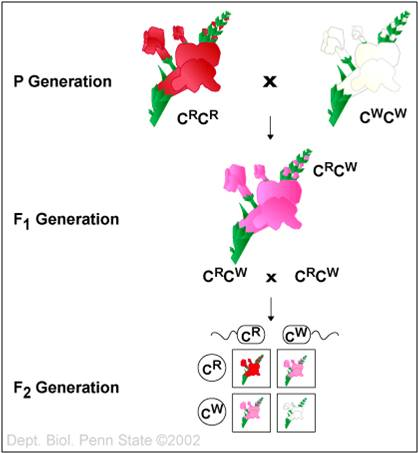 P Generation
x
CRCR
CWCW
CRCW
F1 Generation
CRCW x CRCW
CR CW
CR
F2 Generation
CW
Dept. Biol. Penn State ©2002